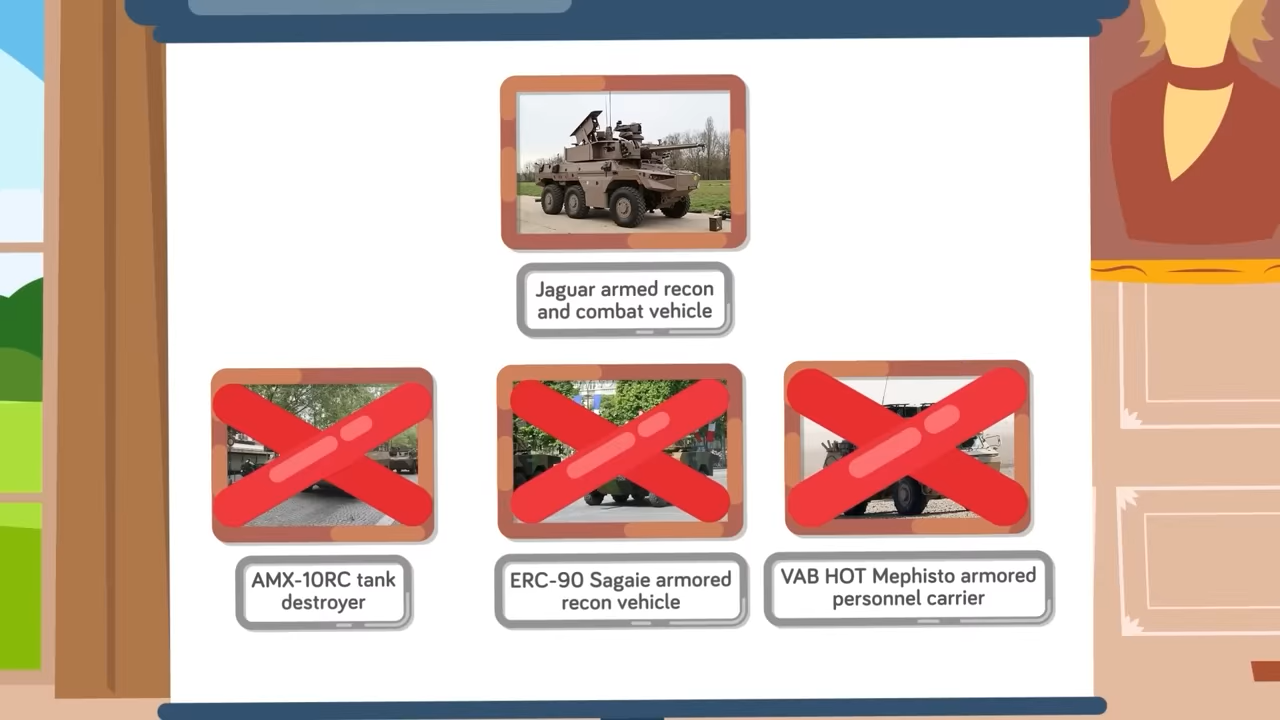 Jaguar armed recon
and combat vehicle
AMX-10RC tank
destroyer
ERC-90 Sagaie armored
recon vehicle
VAB HOT Mephisto armored
personnel carrier